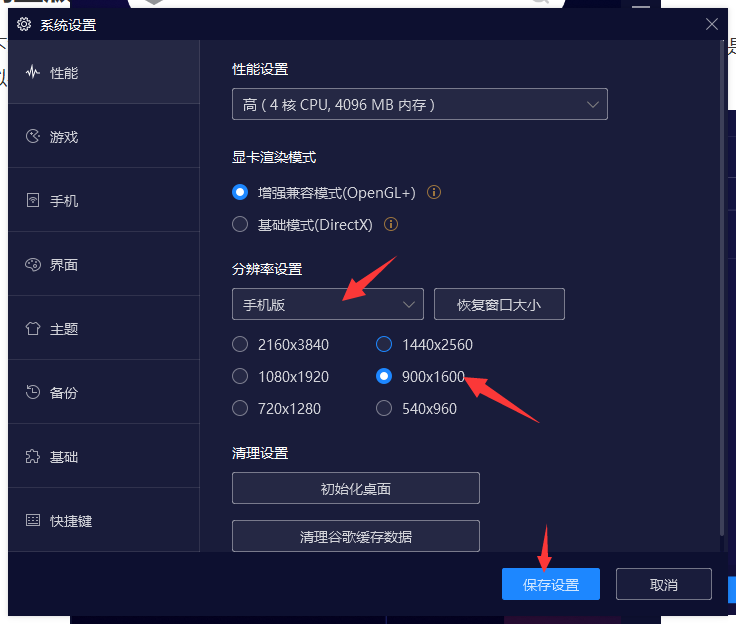 系统设置
性能
游戏
手机
界面
主题
备份
基础
快捷键
性能设置
高 ( 4 核 CPU, 4096 MB 内存 )
显卡渲染模式
增强兼容模式(OpenGL+)
基础模式(DirectX)
分辨率设置
手机版 恢复窗口大小
2160x3840 1440x2560
1080x1920 900x1600
720x1280 540x960
清理设置
初始化桌面
清理谷歌缓存数据
保存设置 取消